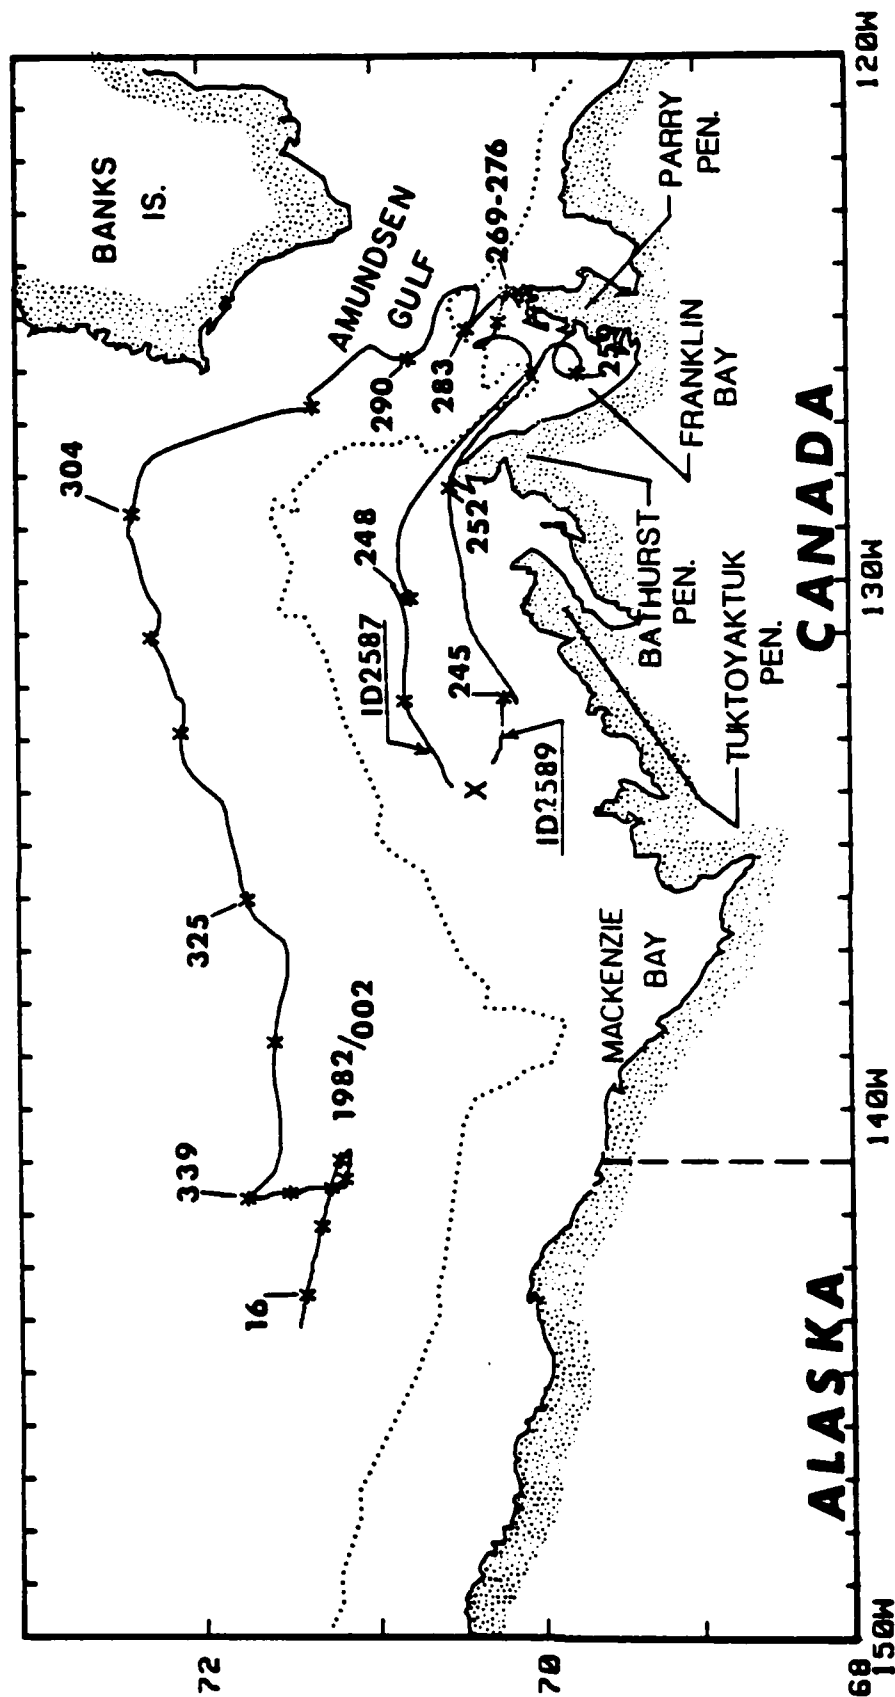 BANKS
IS.
AMUNDSEN
GULF
304
290
283
269-276
248
252
259
ID2587
245
ID2589
325
339
1982/002
16
PARRY
PEN.
FRANKLIN
BAY
BATHURST
PEN.
TUKTOYAKTUK
PEN.
MACKENZIE
BAY
CANADA
ALASKA
X
72
70
68
150W
140W
130W
120W